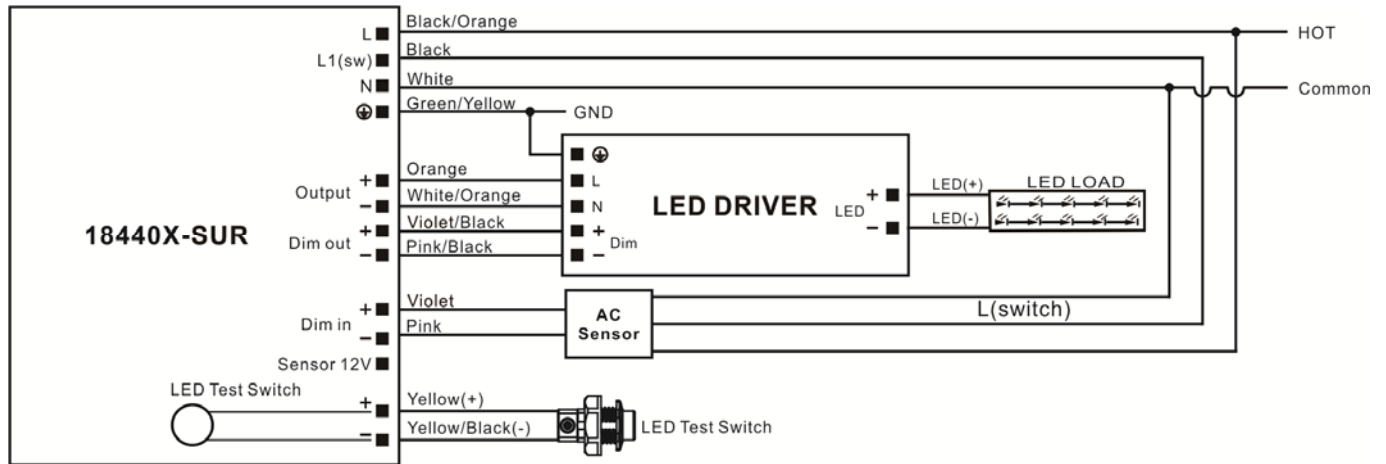 L Black/Orange HOT
L1(sw) Black
N White Common
Green/Yellow GND
Output + Orange L
− White/Orange N
Dim out + Violet/Black + Dim
− Pink/Black −
18440X-SUR
LED DRIVER
LED + LED(+)
− LED(-)
LED LOAD
Dim in + Violet
− Pink
AC
Sensor
L(switch)
Sensor 12V
LED Test Switch
+ Yellow(+)
− Yellow/Black(-)
LED Test Switch